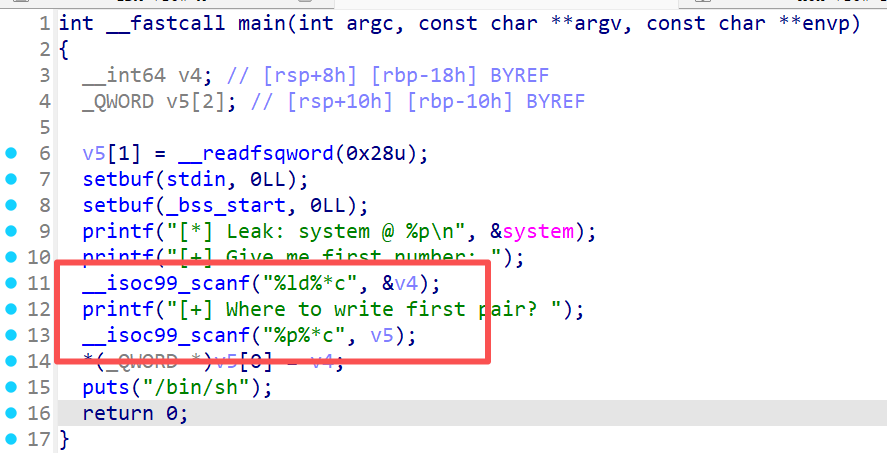 1 int __fastcall main(int argc, const char **argv, const char **envp)
2 {
3 __int64 v4; // [rsp+8h] [rbp-18h] BYREF
4 _QWORD v5[2]; // [rsp+10h] [rbp-10h] BYREF
5
6 v5[1] = __readfsqword(0x28u);
7 setbuf(stdin, 0LL);
8 setbuf(_bss_start, 0LL);
9 printf("[*] Leak: system @ %p\n", &system);
10 printf("[+] Give me first number: ");
11 __isoc99_scanf("%ld%*c", &v4);
12 printf("[+] Where to write first pair? ");
13 __isoc99_scanf("%p%*c", v5);
14 *(_QWORD *)v5[0] = v4;
15 puts("/bin/sh");
16 return 0;
17 }